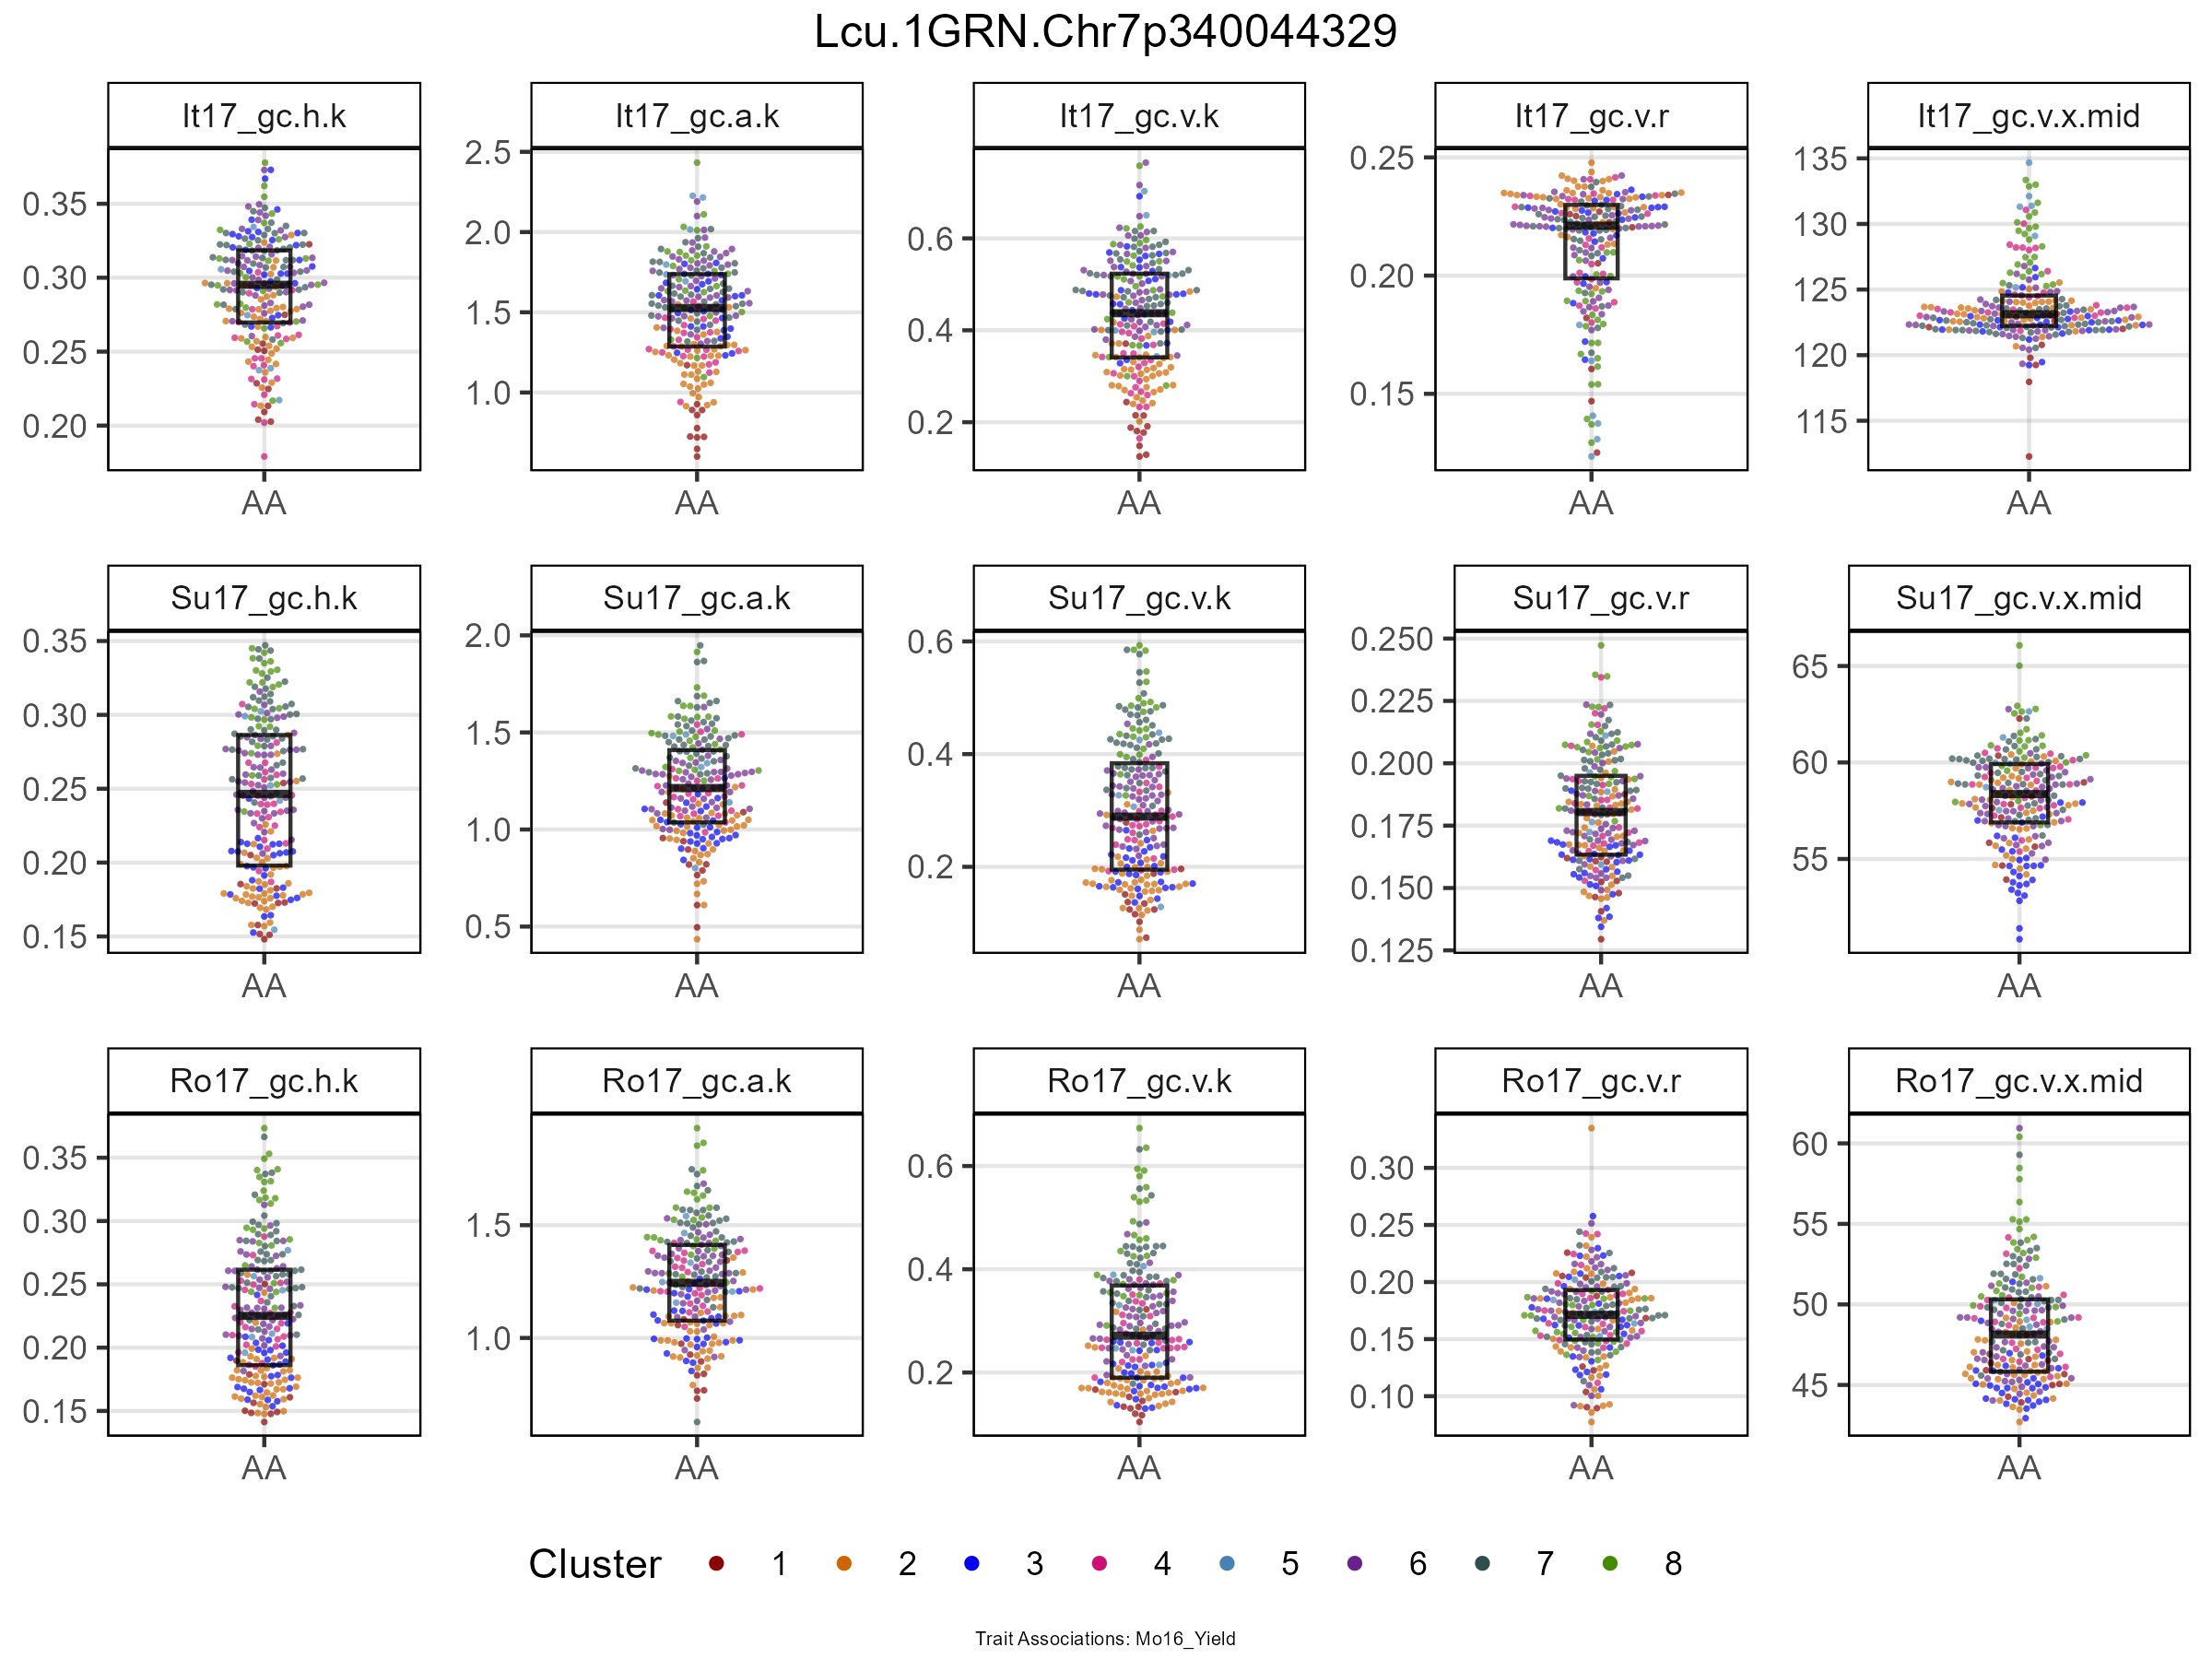 Lcu.1GRN.Chr7p340044329
It17_gc.h.k It17_gc.a.k It17_gc.v.k It17_gc.v.r It17_gc.v.x.mid
0.35 0.30 0.25 0.20
2.5 2.0 1.5 1.0
0.6 0.4 0.2
0.25 0.20 0.15
135 130 125 120 115
AA AA AA AA AA
Su17_gc.h.k Su17_gc.a.k Su17_gc.v.k Su17_gc.v.r Su17_gc.v.x.mid
0.35 0.30 0.25 0.20 0.15
2.0 1.5 1.0 0.5
0.6 0.4 0.2
0.250 0.225 0.200 0.175 0.150 0.125
65 60 55
AA AA AA AA AA
Ro17_gc.h.k Ro17_gc.a.k Ro17_gc.v.k Ro17_gc.v.r Ro17_gc.v.x.mid
0.35 0.30 0.25 0.20 0.15
1.5 1.0
0.6 0.4 0.2
0.30 0.25 0.20 0.15 0.10
60 55 50 45
AA AA AA AA AA
Cluster 1 2 3 4 5 6 7 8
Trait Associations: Mo16_Yield